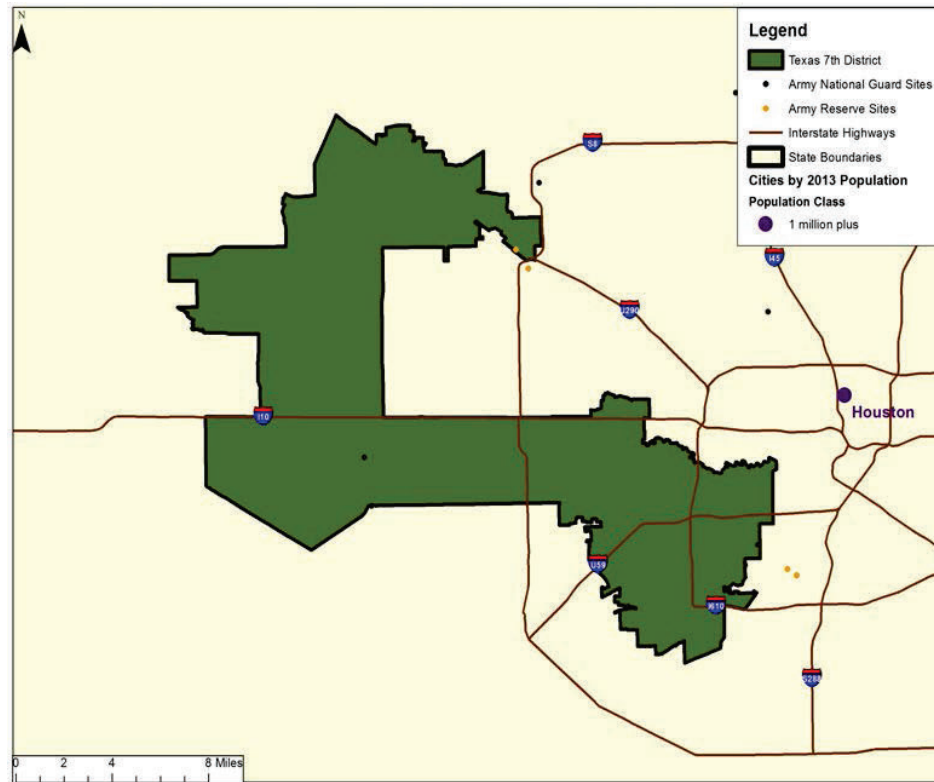 N
Legend
Texas 7th District
Army National Guard Sites
Army Reserve Sites
Interstate Highways
State Boundaries
Cities by 2013 Population
Population Class
1 million plus
S8
I45
U290
Houston
I10
U59
I610
S288
0 2 4 8 Miles